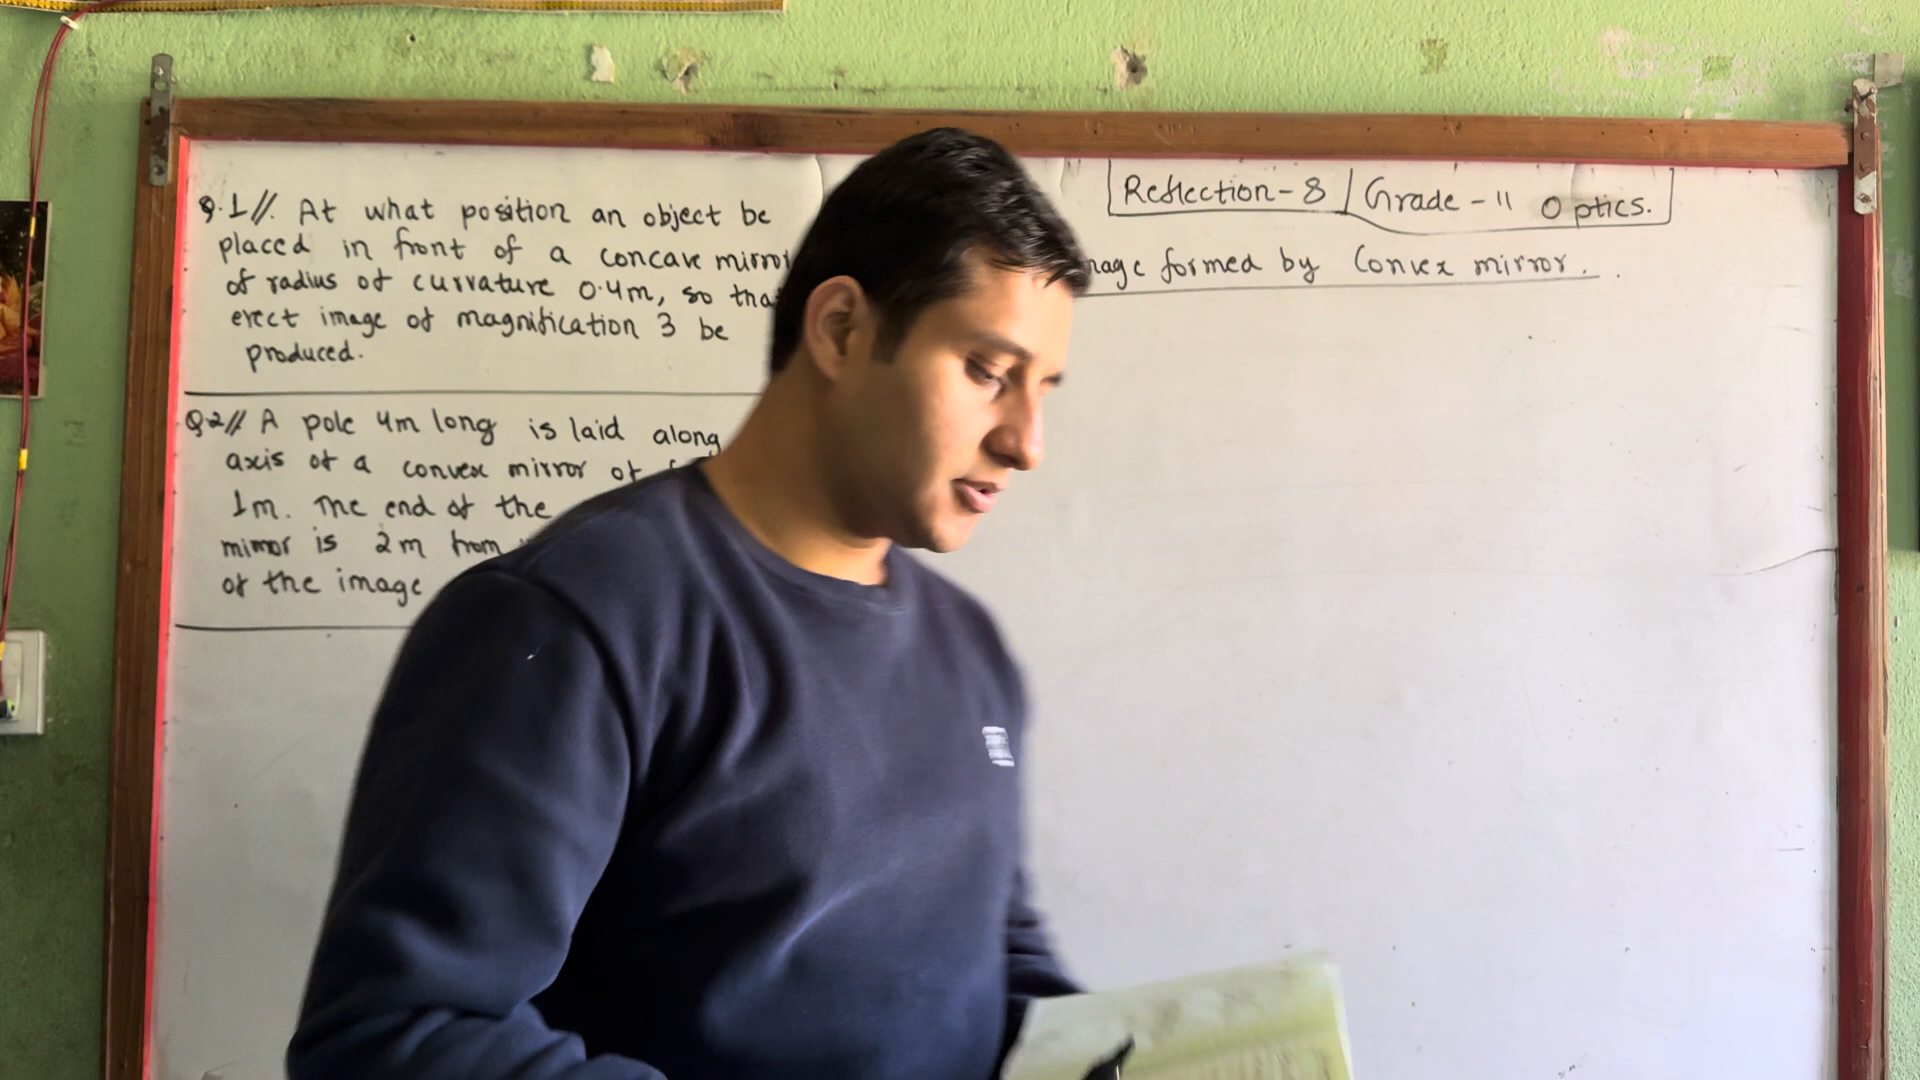 Q.1//. At what position an object be
placed in front of a concave mirror
of radius of curvature 0.4m, so that
erect image of magnification 3 be
produced.
Q.2// A pole 4m long is laid along
axis of a convex mirror of
1m. The end of the
mirror is 2m from
of the image
Reflection-8 Grade-11 Optics.
formed by Convex mirror.